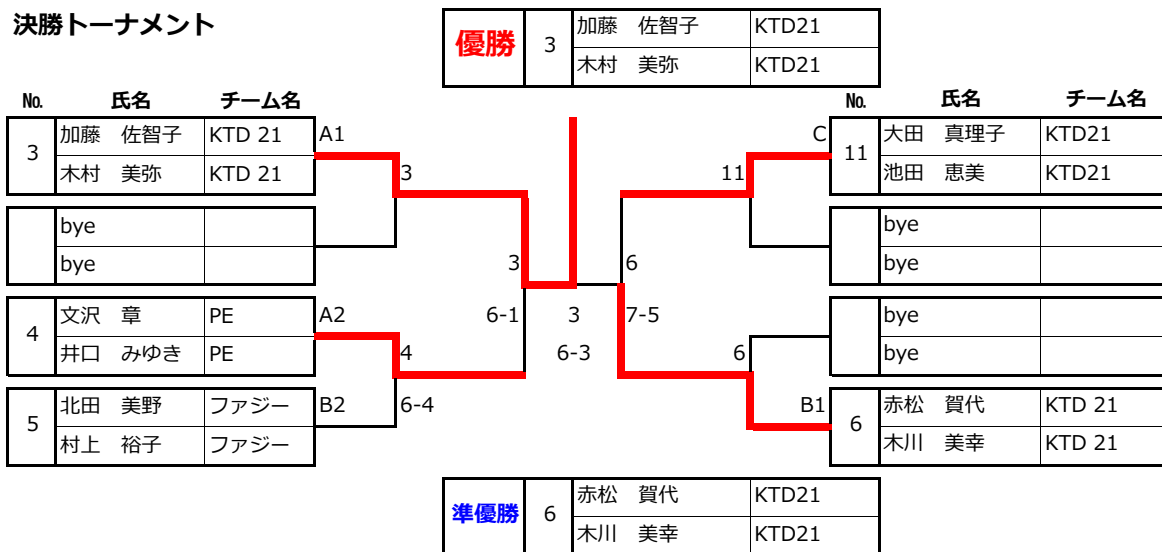 決勝トーナメント
優勝 3 加藤 佐智子 KTD21
木村 美弥 KTD21
No. 氏名 チーム名
3 加藤 佐智子 KTD 21 A1
木村 美弥 KTD 21
3
bye
bye
3
6-1
4 文沢 章 PE A2
井口 みゆき PE
4
6-4
5 北田 美野 ファジー B2
村上 裕子 ファジー
3
6-3
No. 氏名 チーム名
C 11 大田 真理子 KTD21
池田 恵美 KTD21
11
bye
bye
6
7-5
bye
bye
6
B1 6 赤松 賀代 KTD 21
木川 美幸 KTD 21
準優勝 6 赤松 賀代 KTD21
木川 美幸 KTD21